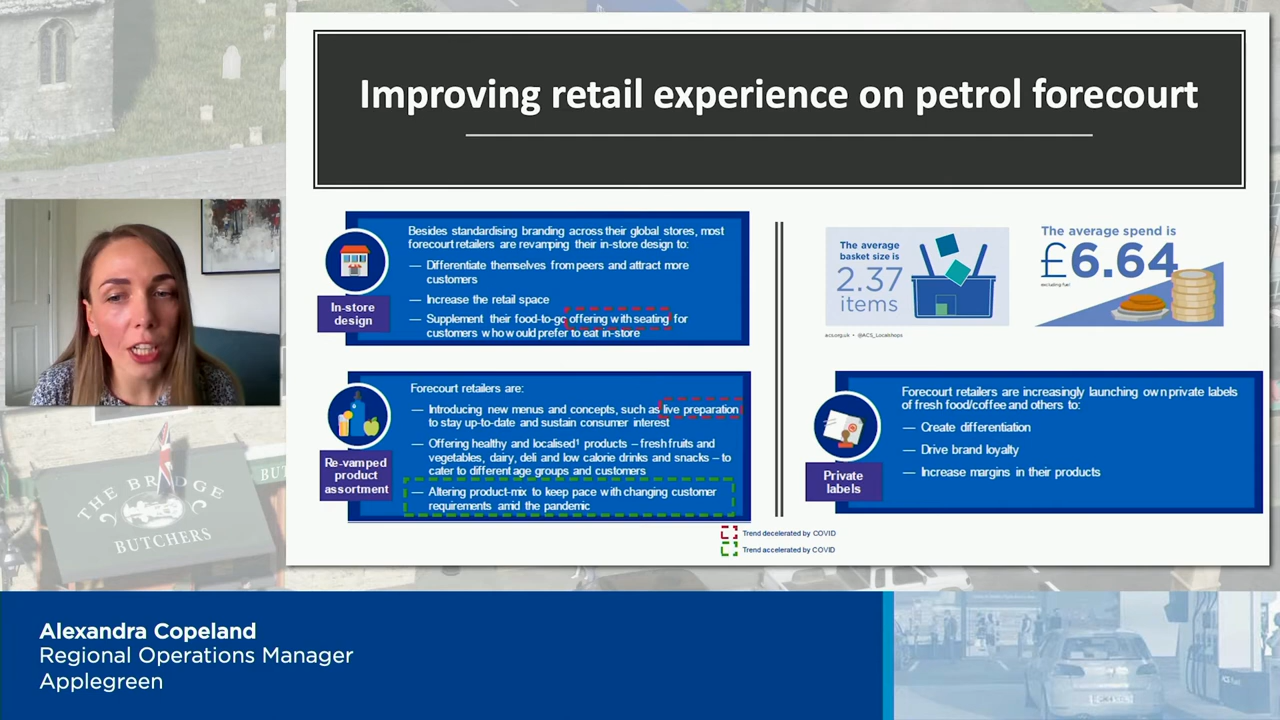 Improving retail experience on petrol forecourt
In-store
design
Besides standardising branding across their global stores, most
forecourt retailers are revamping their in-store design to:
— Differentiate themselves from peers and attract more
customers
— Increase the retail space
— Supplement their food-to-go offering with seating for
customers who would prefer to eat in-store
Re-vamped
product
assortment
Forecourt retailers are:
— Introducing new menus and concepts, such as live preparation
to stay up-to-date and sustain consumer interest
— Offering healthy and localised¹ products – fresh fruits and
vegetables, dairy, deli and low calorie drinks and snacks – to
cater to different age groups and customers
— Altering product-mix to keep pace with changing customer
requirements amid the pandemic
The average
basket size is
2.37
items
The average spend is
£6.64
excluding fuel
acs.org.uk • @ACS_Localshops
Private
labels
Forecourt retailers are increasingly launching own private labels
of fresh food/coffee and others to:
— Create differentiation
— Drive brand loyalty
— Increase margins in their products
Trend decelerated by COVID
Trend accelerated by COVID
THE BRIDGE
BUTCHERS
Alexandra Copeland
Regional Operations Manager
Applegreen